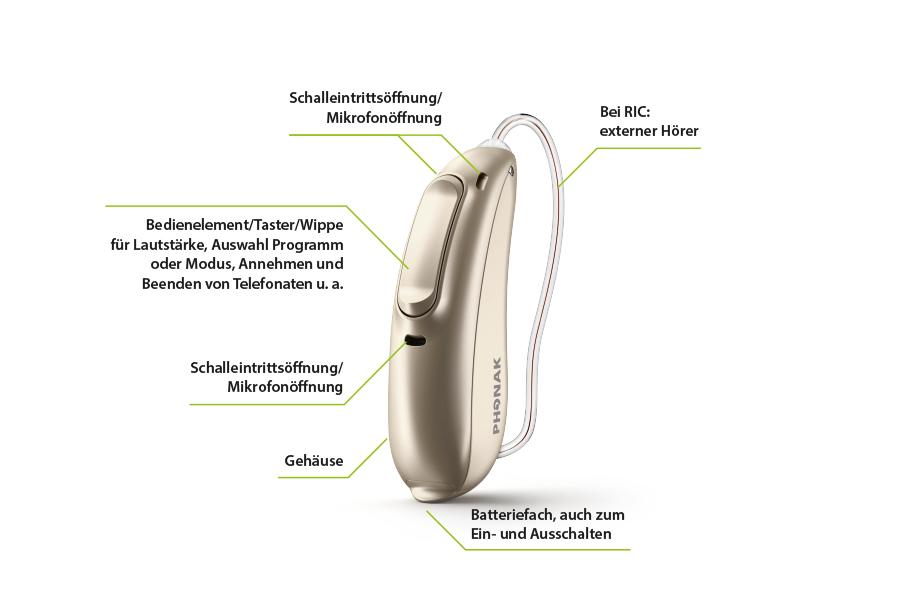 Schalleintrittsöffnung/
Mikrofonöffnung
Bei RIC:
externer Hörer
Bedienelement/Taster/Wippe
für Lautstärke, Auswahl Programm
oder Modus, Annehmen und
Beenden von Telefonaten u. a.
Schalleintrittsöffnung/
Mikrofonöffnung
PHONAK
Gehäuse
Batteriefach, auch zum
Ein- und Ausschalten